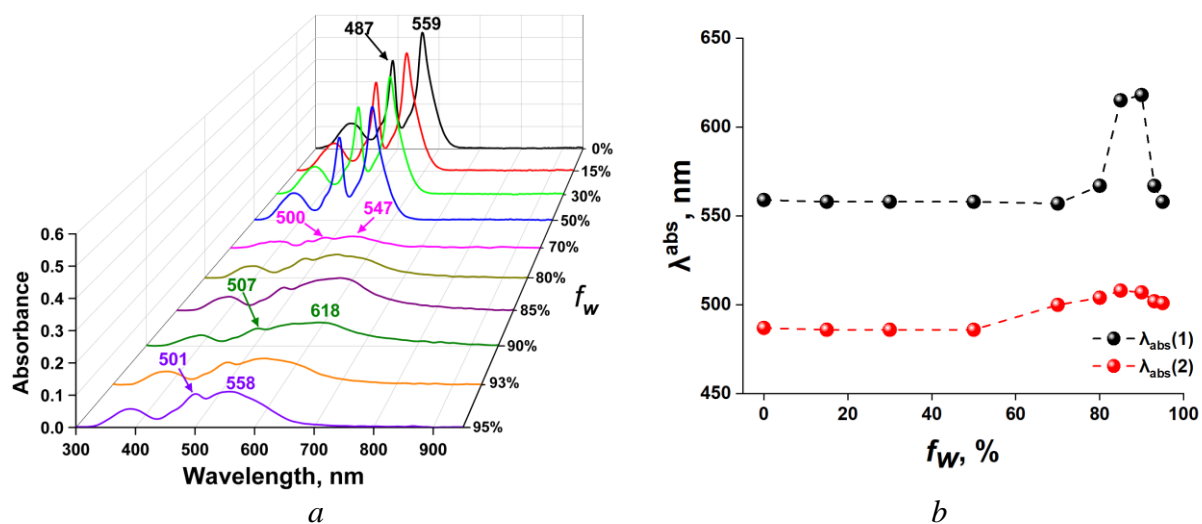 487
559
0%
15%
30%
50%
500
547
70%
80%
85%
507
618
90%
93%
501
558
95%
f_w
0.6
0.5
0.4
0.3
0.2
0.1
0.0
Absorbance
300 400 500 600 700 800 900
Wavelength, nm
a
650
600
550
500
450
λ^abs, nm
λ_abs(1)
λ_abs(2)
0 20 40 60 80 100
f_w, %
b